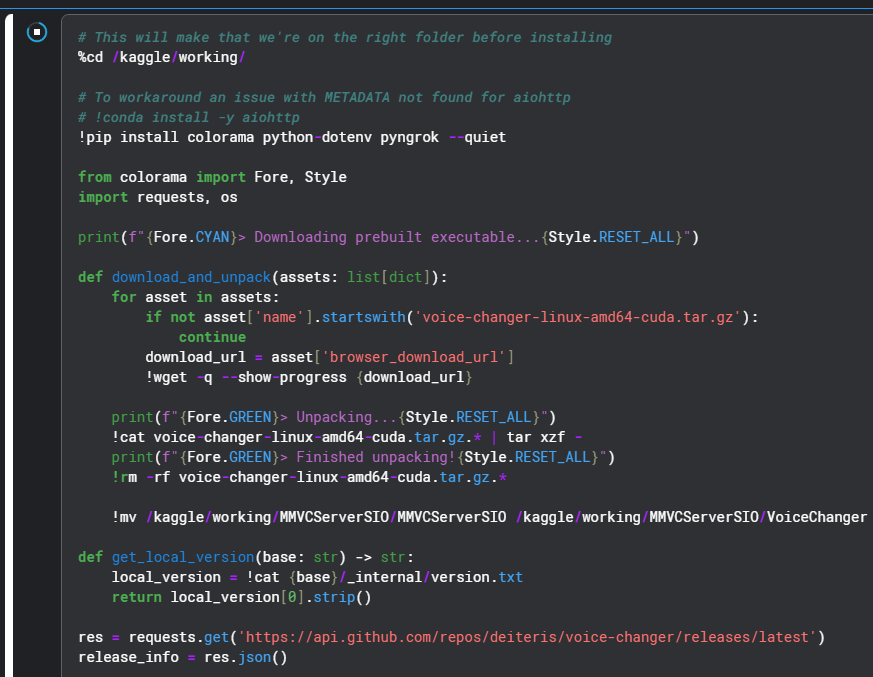 # This will make that we're on the right folder before installing
%cd /kaggle/working/
# To workaround an issue with METADATA not found for aiohttp
# !conda install -y aiohttp
!pip install colorama python-dotenv pyngrok --quiet
from colorama import Fore, Style
import requests, os
print(f"{Fore.CYAN}> Downloading prebuilt executable...{Style.RESET_ALL}")
def download_and_unpack(assets: list[dict]):
for asset in assets:
if not asset['name'].startswith('voice-changer-linux-amd64-cuda.tar.gz'):
continue
download_url = asset['browser_download_url']
!wget -q --show-progress {download_url}
print(f"{Fore.GREEN}> Unpacking...{Style.RESET_ALL}")
!cat voice-changer-linux-amd64-cuda.tar.gz.* | tar xzf -
print(f"{Fore.GREEN}> Finished unpacking!{Style.RESET_ALL}")
!rm -rf voice-changer-linux-amd64-cuda.tar.gz.*
!mv /kaggle/working/MMVCServerSIO/MMVCServerSIO /kaggle/working/MMVCServerSIO/VoiceChanger
def get_local_version(base: str) -> str:
local_version = !cat {base}/_internal/version.txt
return local_version[0].strip()
res = requests.get('https://api.github.com/repos/deiteris/voice-changer/releases/latest')
release_info = res.json()